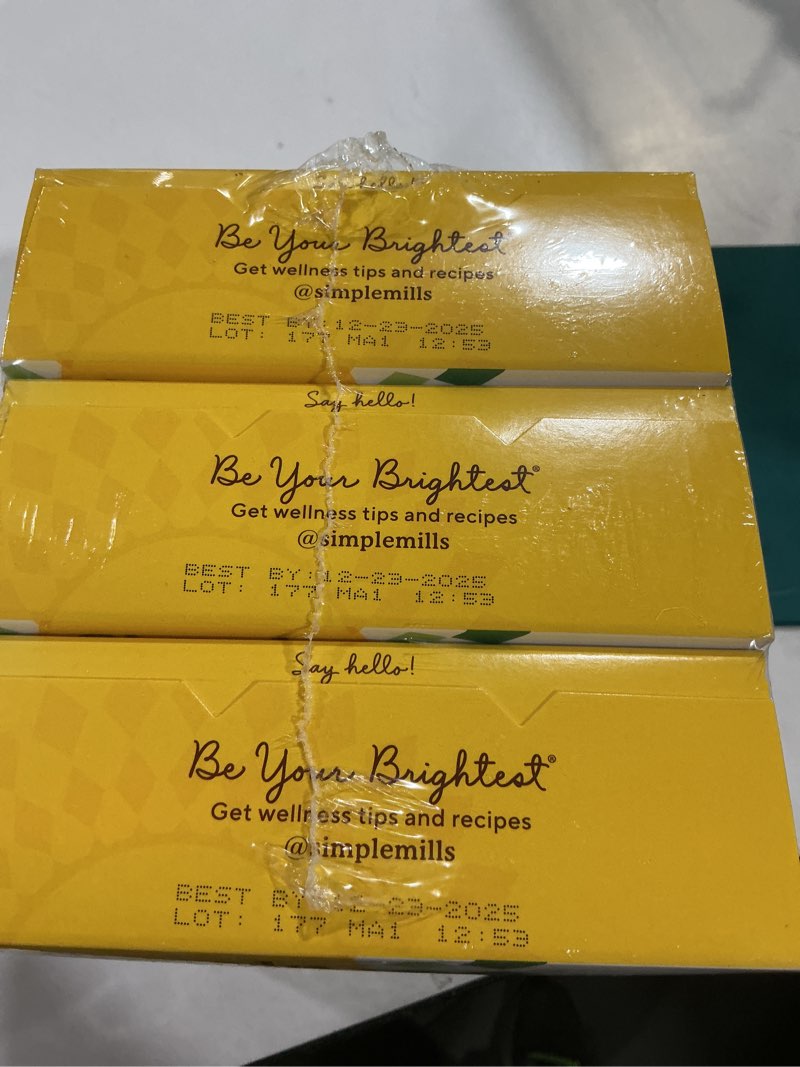 Say hello!
Be Your Brightest
Get wellness tips and recipes
@simplemills
BEST BY:12-23-2025
LOT: 177 MA1 12:53
Say hello!
Be Your Brightest®
Get wellness tips and recipes
@simplemills
BEST BY:12-23-2025
LOT: 177 MA1 12:53
Say hello!
Be Your Brightest®
Get wellness tips and recipes
@simplemills
BEST BY:12-23-2025
LOT: 177 MA1 12:53